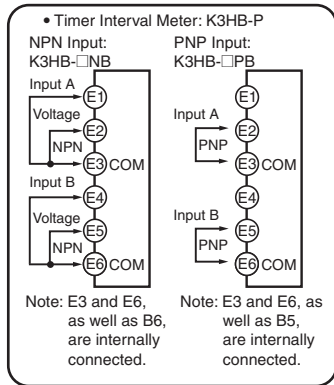 • Timer Interval Meter: K3HB-P
NPN Input:
K3HB-□NB
Input A
E1
Voltage
E2
NPN
E3 COM
Input B
E4
Voltage
E5
NPN
E6 COM
Note: E3 and E6,
as well as B6,
are internally
connected.
PNP Input:
K3HB-□PB
E1
Input A
E2
PNP
E3 COM
E4
Input B
E5
PNP
E6 COM
Note: E3 and E6, as
well as B5,
are internally
connected.